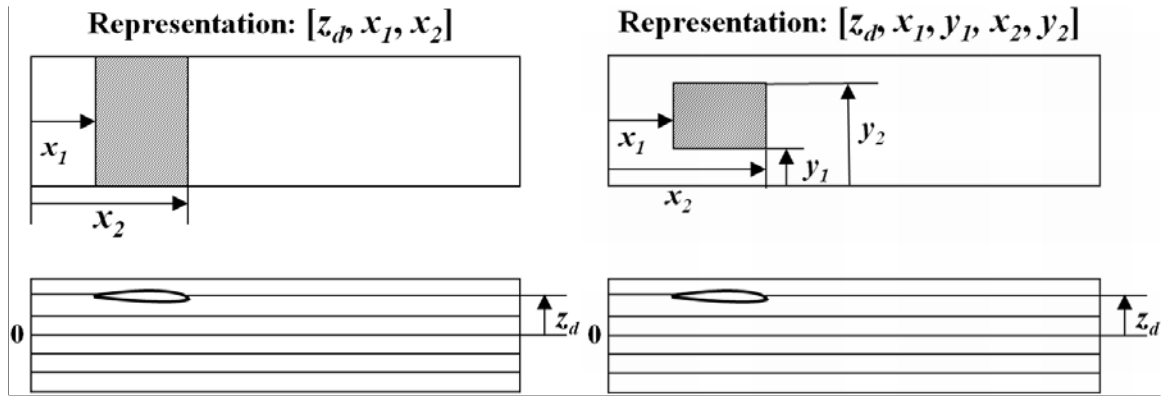 Representation: [z_d, x_1, x_2]
x_1
x_2
0
z_d
Representation: [z_d, x_1, y_1, x_2, y_2]
x_1
y_2
y_1
x_2
0
z_d